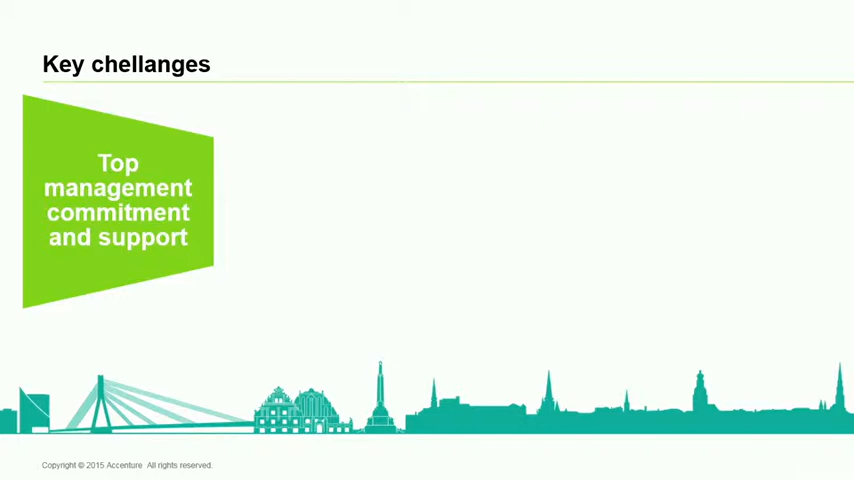 Key chellanges
Top
management
commitment
and support
Copyright © 2015 Accenture All rights reserved.